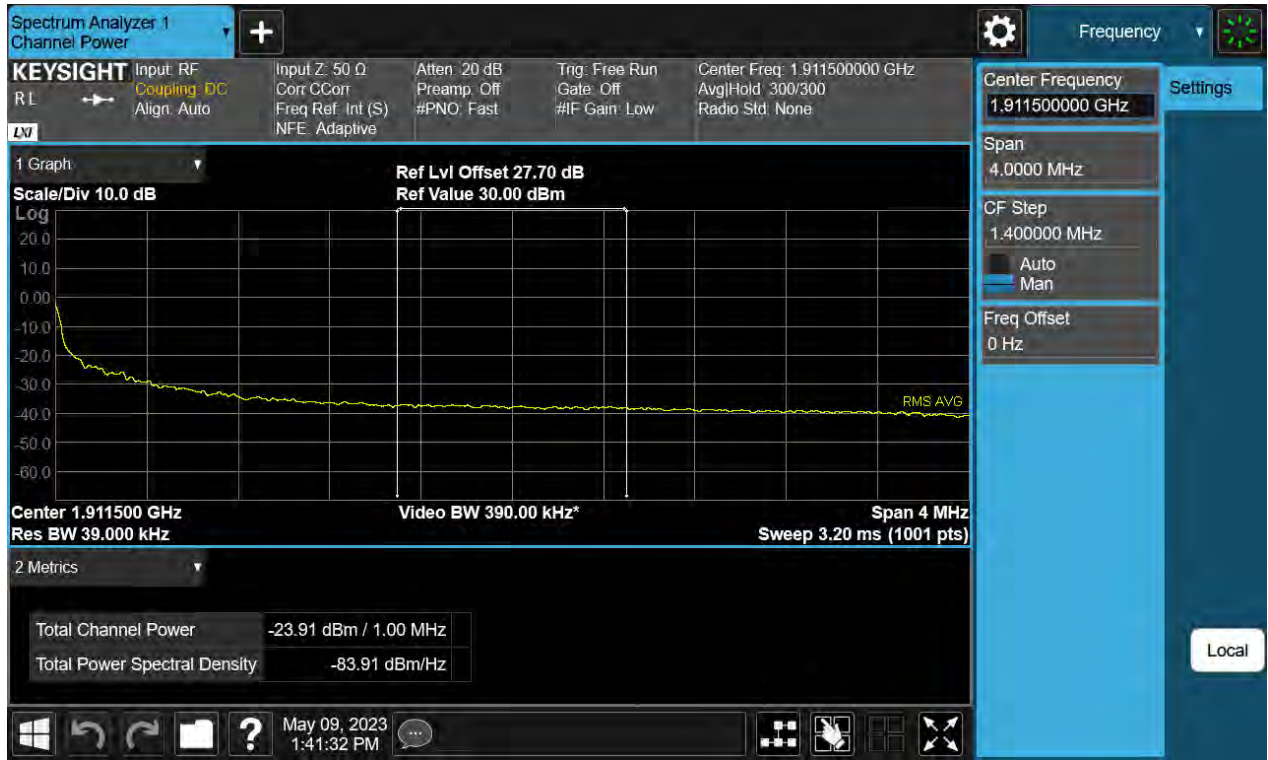 Spectrum Analyzer 1
Channel Power
Frequency
KEYSIGHT
RL
LXI
Input: RF
Coupling: DC
Align: Auto
Input Z: 50 Ω
Corr CCorr
Freq Ref: Int (S)
NFE: Adaptive
Atten: 20 dB
Preamp: Off
#PNO: Fast
Trig: Free Run
Gate: Off
#IF Gain: Low
Center Freq: 1.911500000 GHz
Avg|Hold: 300/300
Radio Std: None
Center Frequency
1.911500000 GHz
Settings
Span
4.0000 MHz
CF Step
1.400000 MHz
Auto
Man
Freq Offset
0 Hz
1 Graph
Scale/Div 10.0 dB
Ref Lvl Offset 27.70 dB
Ref Value 30.00 dBm
Log
20.0
10.0
0.00
-10.0
-20.0
-30.0
-40.0
-50.0
-60.0
RMS AVG
Center 1.911500 GHz
Video BW 390.00 kHz*
Span 4 MHz
Res BW 39.000 kHz
Sweep 3.20 ms (1001 pts)
2 Metrics
Total Channel Power -23.91 dBm / 1.00 MHz
Total Power Spectral Density -83.91 dBm/Hz
Local
?
May 09, 2023
1:41:32 PM